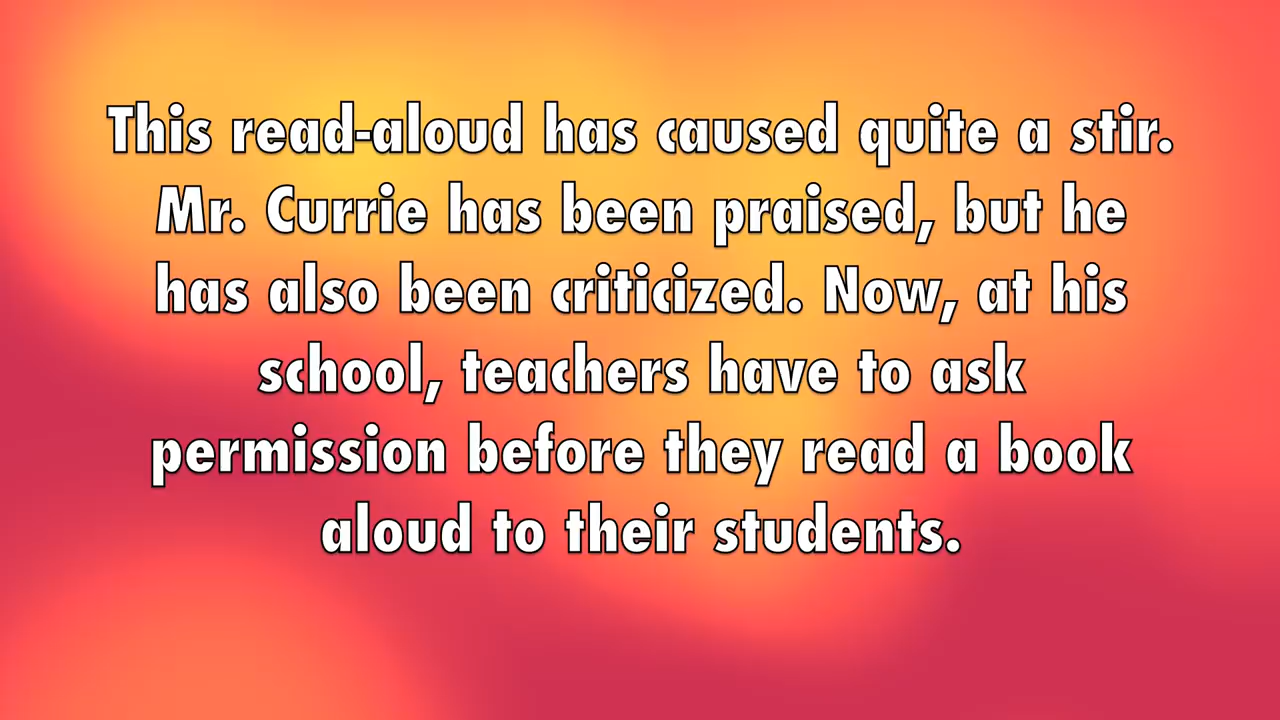 This read-aloud has caused quite a stir.
Mr. Currie has been praised, but he
has also been criticized. Now, at his
school, teachers have to ask
permission before they read a book
aloud to their students.